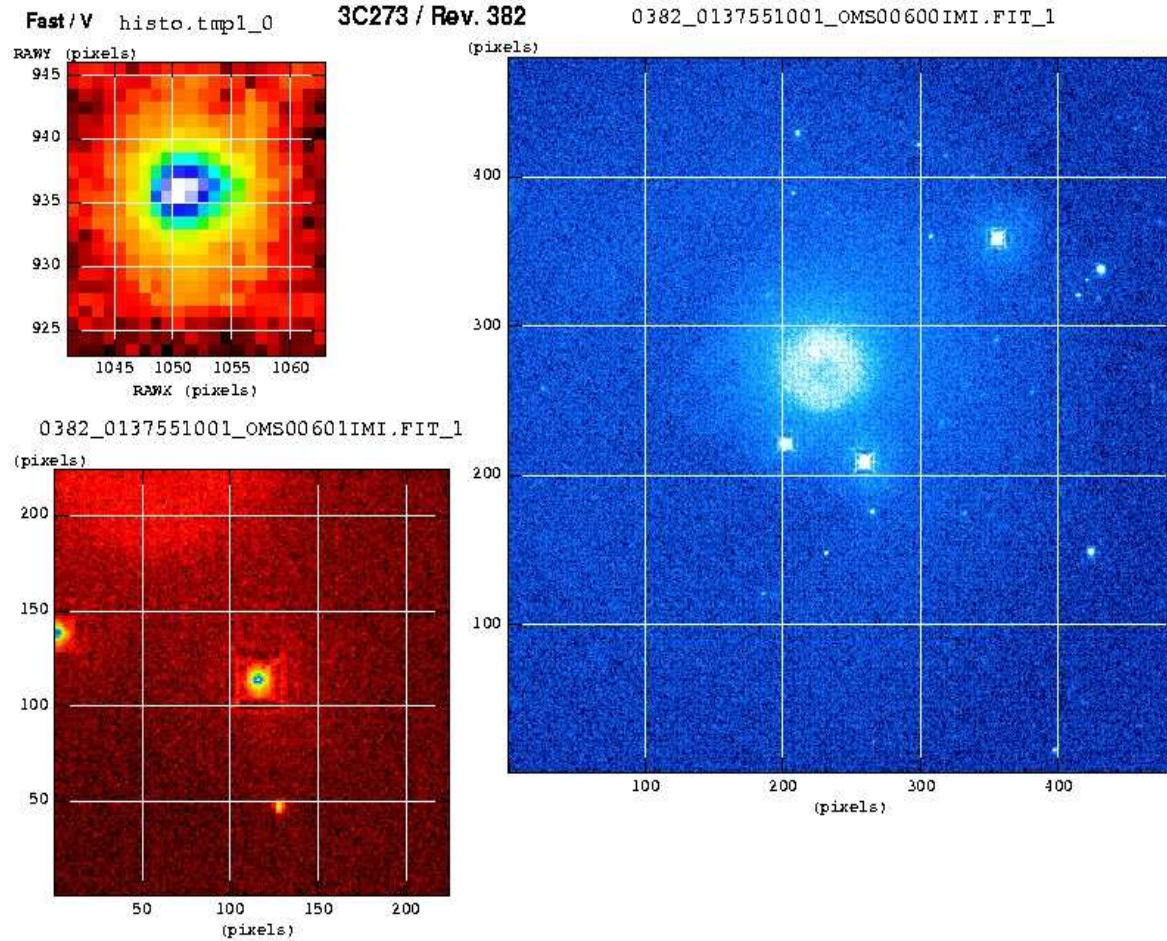 Fast / V histo.tmpl_0
3C273 / Rev. 382
0382_0137551001_OMS00600IMI.FIT_1
RAWY (pixels)
945
940
935
930
925
1045 1050 1055 1060
RAWX (pixels)
(pixels)
400
300
200
100
100 200 300 400
(pixels)
0382_0137551001_OMS00601IMI.FIT_1
(pixels)
200
150
100
50
50 100 150 200
(pixels)